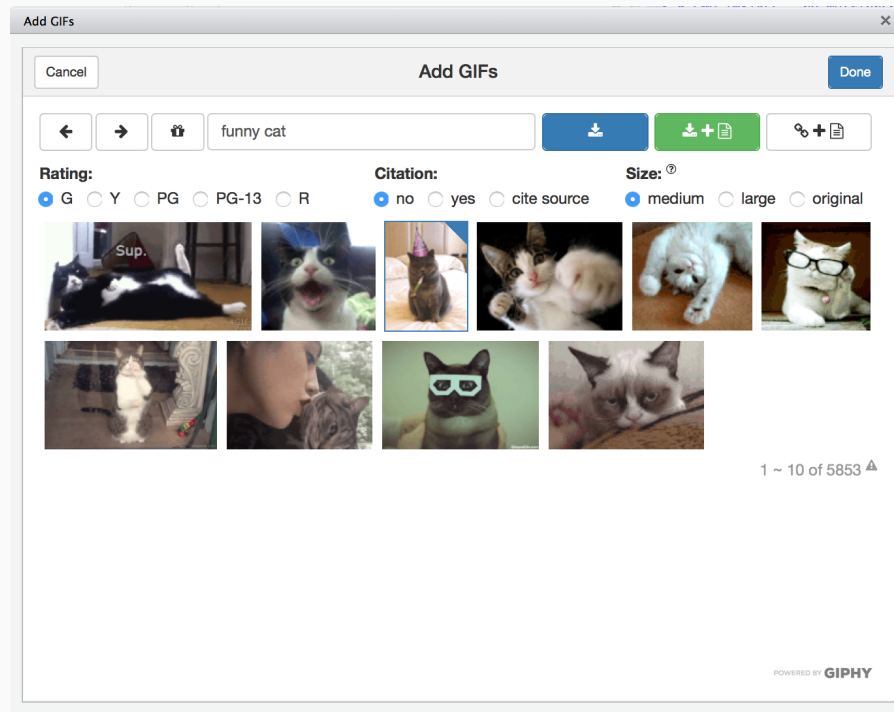 Add GIFs
Cancel
Add GIFs
Done
funny cat
Rating:
G Y PG PG-13 R
Citation:
no yes cite source
Size:
medium large original
Sup.
1 ~ 10 of 5853
POWERED BY GIPHY